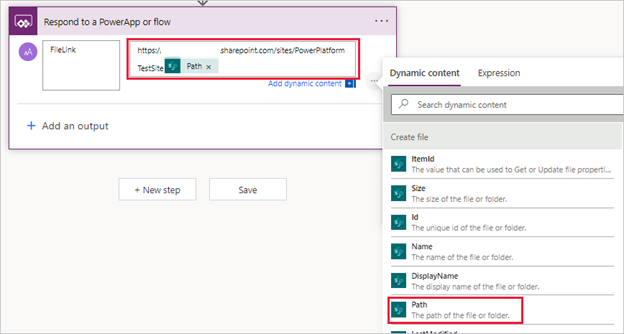 Respond to a PowerApp or flow
AA
FileLink
https:/, .sharepoint.com/sites/PowerPlatform
TestSite Path ×
Add dynamic content
+ Add an output
+ New step
Save
Dynamic content
Expression
Search dynamic content
Create file
ItemId
The value that can be used to Get or Update file properti...
Size
The size of the file or folder.
Id
The unique id of the file or folder.
Name
The name of the file or folder.
DisplayName
The display name of the file or folder.
Path
The path of the file or folder.
LastModified